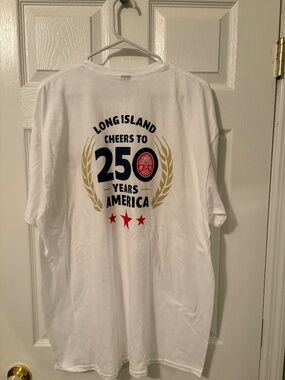 LONG ISLAND
CHEERS TO
250
YEARS
AMERICA